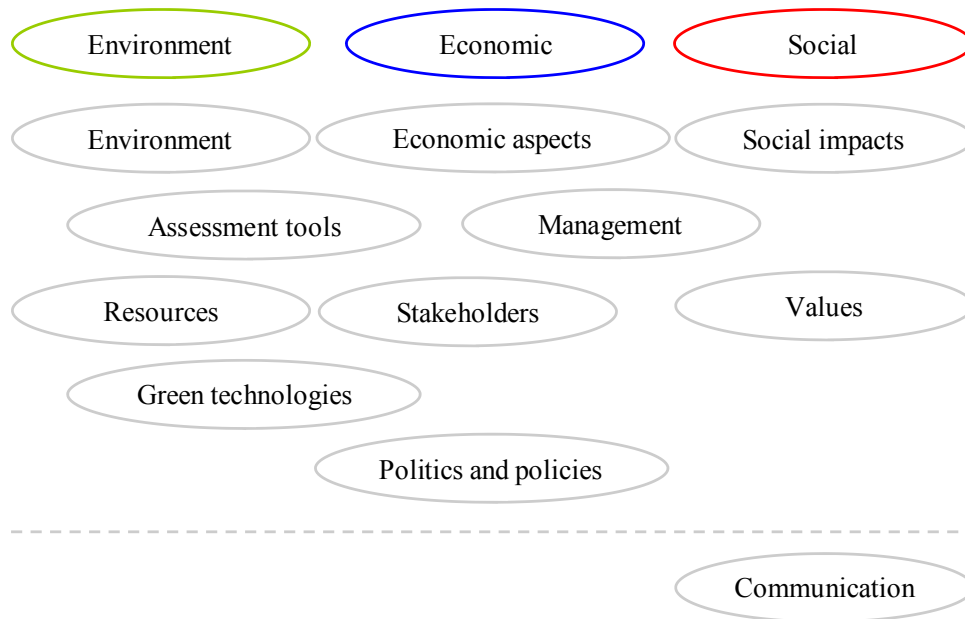 Environment
Economic
Social
Environment
Economic aspects
Social impacts
Assessment tools
Management
Resources
Stakeholders
Values
Green technologies
Politics and policies
Communication